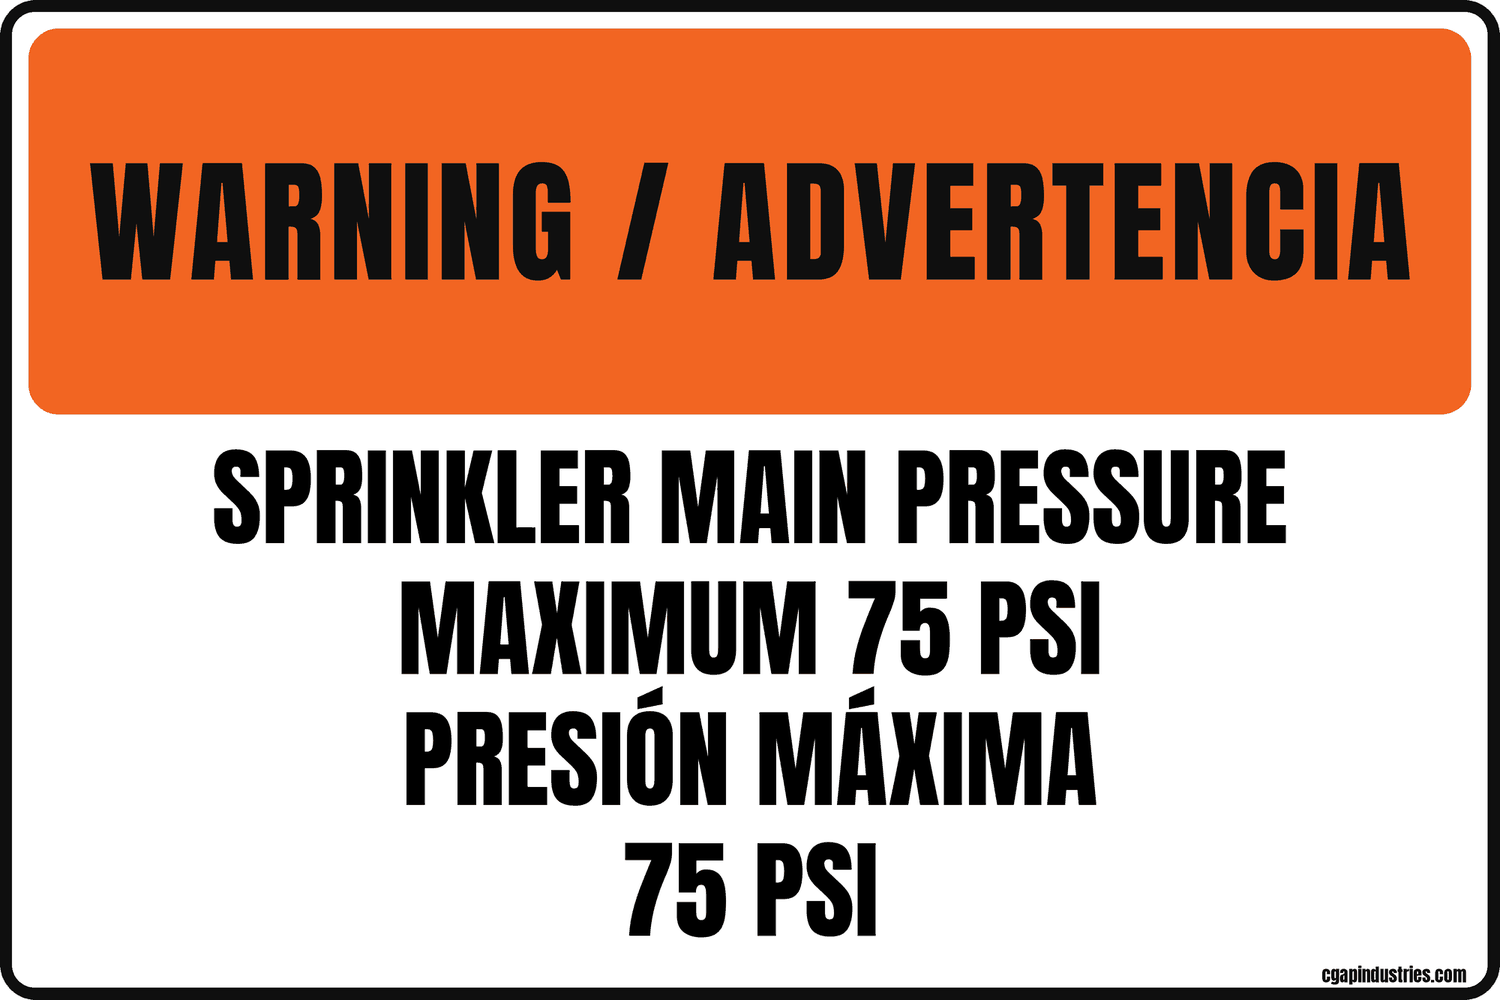 WARNING / ADVERTENCIA
SPRINKLER MAIN PRESSURE
MAXIMUM 75 PSI
PRESIÓN MÁXIMA
75 PSI
cgapindustries.com